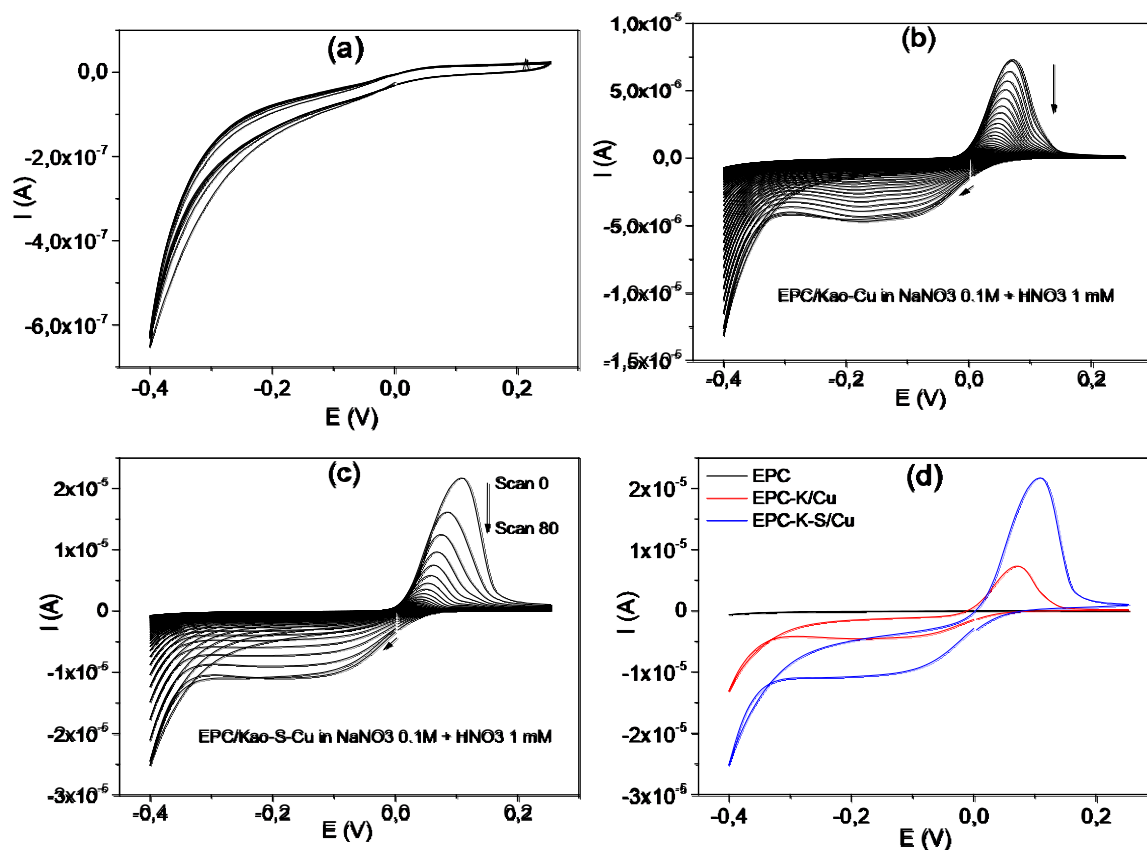 (a)
0,0
-2,0x10-7
-4,0x10-7
-6,0x10-7
I (A)
-0,4
-0,2
0,0
0,2
E (V)
(b)
1,0x10-5
5,0x10-6
0,0
-5,0x10-6
-1,0x10-5
-1,5x10-5
I (A)
EPC/Kao-Cu in NaNO3 0.1M + HNO3 1 mM
-0,4
-0,2
0,0
0,2
E (V)
(c)
2x10-5
1x10-5
0
-1x10-5
-2x10-5
-3x10-5
I (A)
Scan 0
Scan 80
EPC/Kao-S-Cu in NaNO3 0.1M + HNO3 1 mM
-0,4
-0,2
0,0
0,2
E (V)
(d)
EPC
EPC-K/Cu
EPC-K-S/Cu
2x10-5
1x10-5
0
-1x10-5
-2x10-5
-3x10-5
I (A)
-0,4
-0,2
0,0
0,2
E (V)